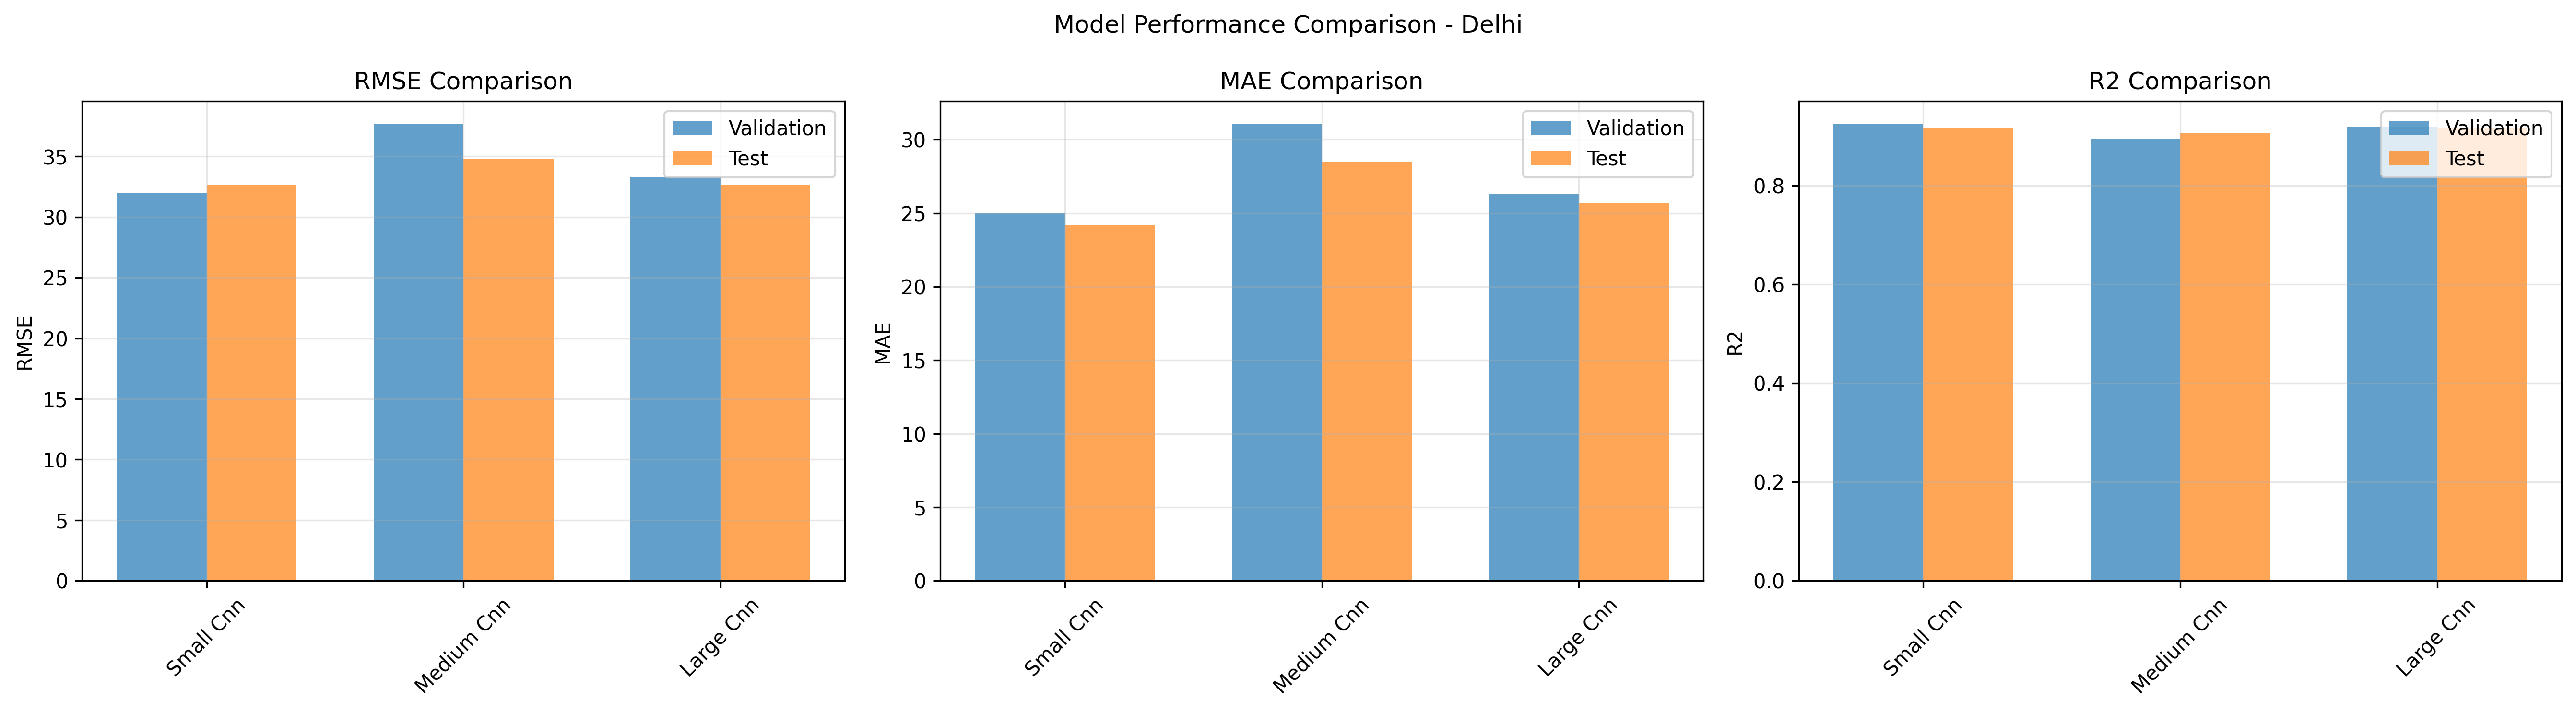 Model Performance Comparison - Delhi
RMSE Comparison
RMSE
35
30
25
20
15
10
5
0
Validation
Test
Small Cnn
Medium Cnn
Large Cnn
MAE Comparison
MAE
30
25
20
15
10
5
0
Validation
Test
Small Cnn
Medium Cnn
Large Cnn
R2 Comparison
R2
0.8
0.6
0.4
0.2
0.0
Validation
Test
Small Cnn
Medium Cnn
Large Cnn